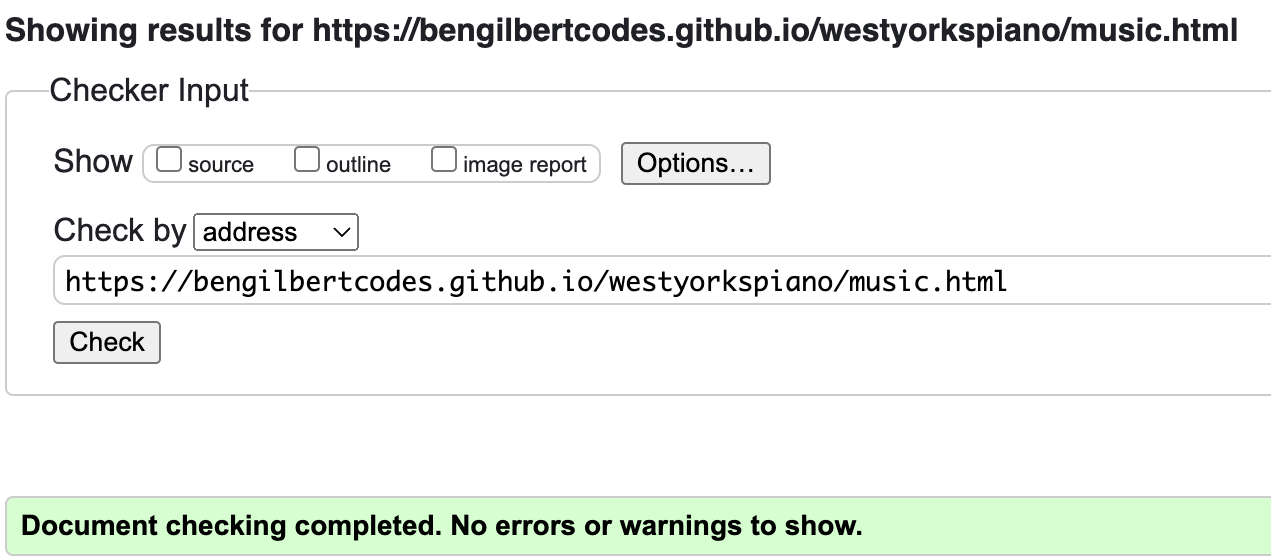 Showing results for https://bengilbertcodes.github.io/westyorkspiano/music.html
Checker Input
Show source outline image report Options…
Check by address
https://bengilbertcodes.github.io/westyorkspiano/music.html
Check
Document checking completed. No errors or warnings to show.